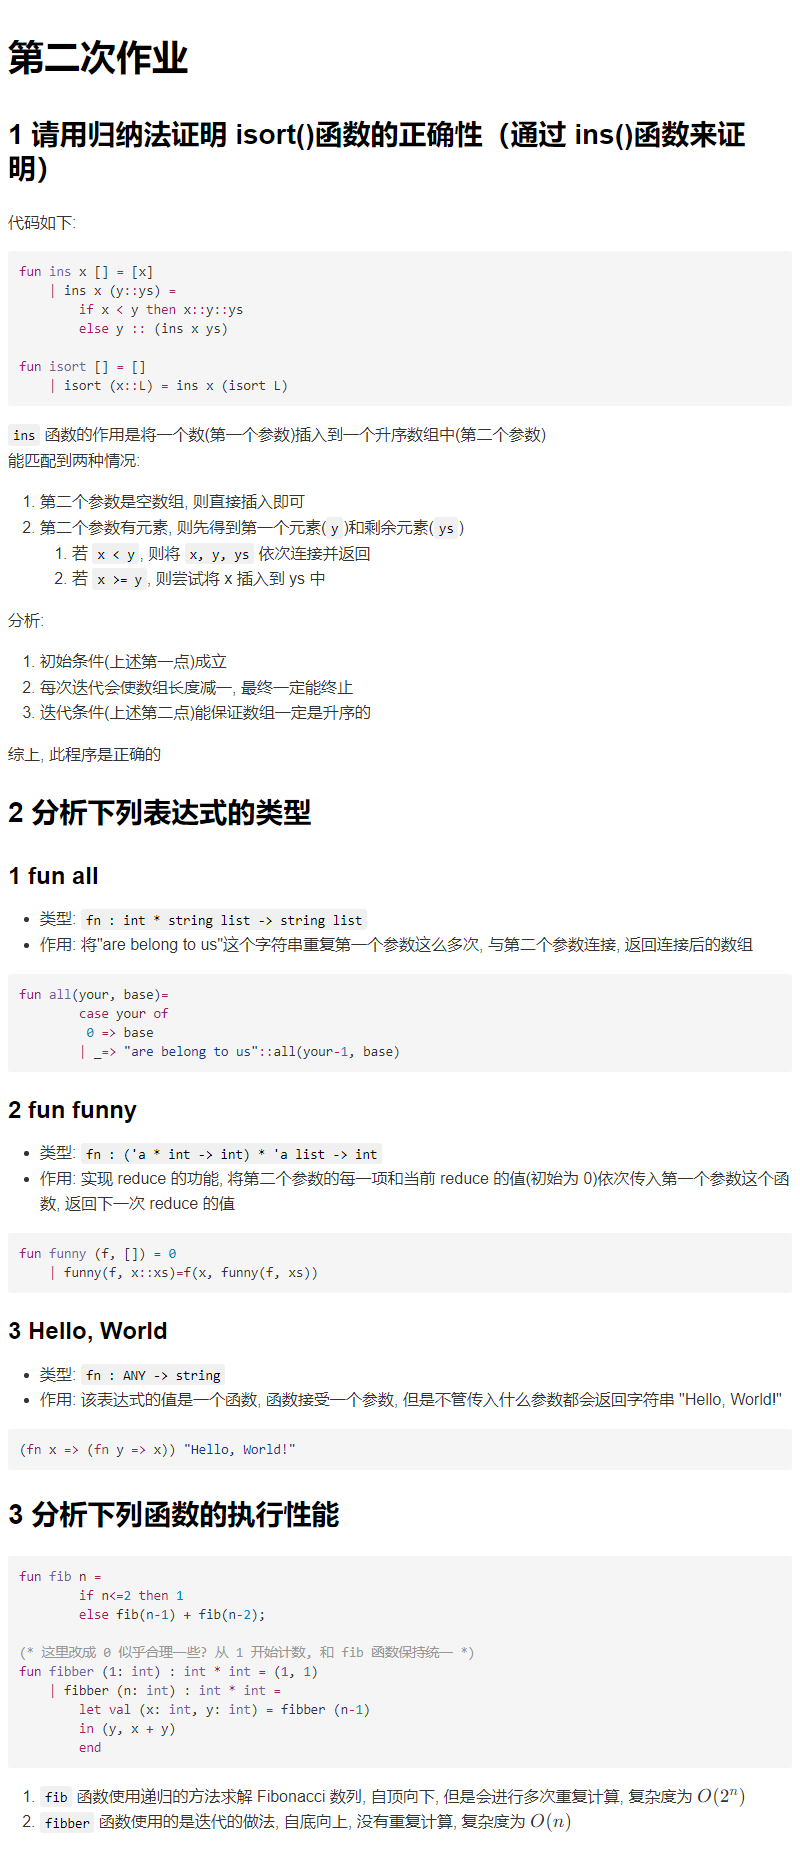 第二次作业
1 请用归纳法证明 isort()函数的正确性（通过 ins()函数来证
明）
代码如下:
fun ins x [] = [x]
    | ins x (y::ys) =
        if x < y then x::y::ys
        else y :: (ins x ys)
fun isort [] = []
    | isort (x::L) = ins x (isort L)
ins 函数的作用是将一个数(第一个参数)插入到一个升序数组中(第二个参数)
能匹配到两种情况:
1. 第二个参数是空数组, 则直接插入即可
2. 第二个参数有元素, 则先得到第一个元素( y )和剩余元素( ys )
1. 若 x < y , 则将 x, y, ys 依次连接并返回
2. 若 x >= y , 则尝试将 x 插入到 ys 中
分析:
1. 初始条件(上述第一点)成立
2. 每次迭代会使数组长度减一, 最终一定能终止
3. 迭代条件(上述第二点)能保证数组一定是升序的
综上, 此程序是正确的
2 分析下列表达式的类型
1 fun all
• 类型: fn : int * string list -> string list
• 作用: 将"are belong to us"这个字符串重复第一个参数这么多次, 与第二个参数连接, 返回连接后的数组
fun all(your, base)=
        case your of
         0 => base
        | _=> "are belong to us"::all(your-1, base)
2 fun funny
• 类型: fn : ('a * int -> int) * 'a list -> int
• 作用: 实现 reduce 的功能, 将第二个参数的每一项和当前 reduce 的值(初始为 0)依次传入第一个参数这个函
数, 返回下一次 reduce 的值
fun funny (f, []) = 0
    | funny(f, x::xs)=f(x, funny(f, xs))
3 Hello, World
• 类型: fn : ANY -> string
• 作用: 该表达式的值是一个函数, 函数接受一个参数, 但是不管传入什么参数都会返回字符串 "Hello, World!"
(fn x => (fn y => x)) "Hello, World!"
3 分析下列函数的执行性能
fun fib n =
        if n<=2 then 1
        else fib(n-1) + fib(n-2);
(* 这里改成 0 似乎合理一些? 从 1 开始计数, 和 fib 函数保持统一 *)
fun fibber (1: int) : int * int = (1, 1)
    | fibber (n: int) : int * int =
        let val (x: int, y: int) = fibber (n-1)
        in (y, x + y)
        end
1. fib 函数使用递归的方法求解 Fibonacci 数列, 自顶向下, 但是会进行多次重复计算, 复杂度为 O(2ⁿ)
2. fibber 函数使用的是迭代的做法, 自底向上, 没有重复计算, 复杂度为 O(n)